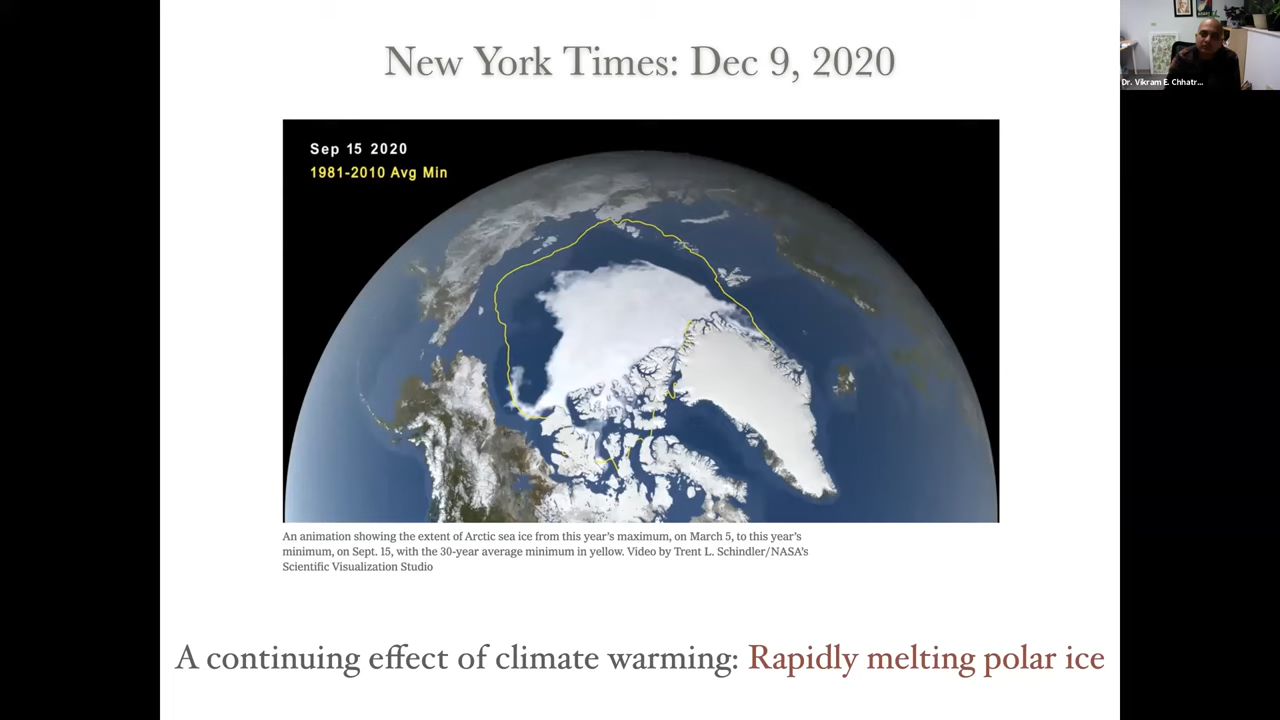 New York Times: Dec 9, 2020
Dr. Vikram E. Chhatr...
Sep 15 2020
1981-2010 Avg Min
An animation showing the extent of Arctic sea ice from this year's maximum, on March 5, to this year's
minimum, on Sept. 15, with the 30-year average minimum in yellow. Video by Trent L. Schindler/NASA's
Scientific Visualization Studio
A continuing effect of climate warming: Rapidly melting polar ice